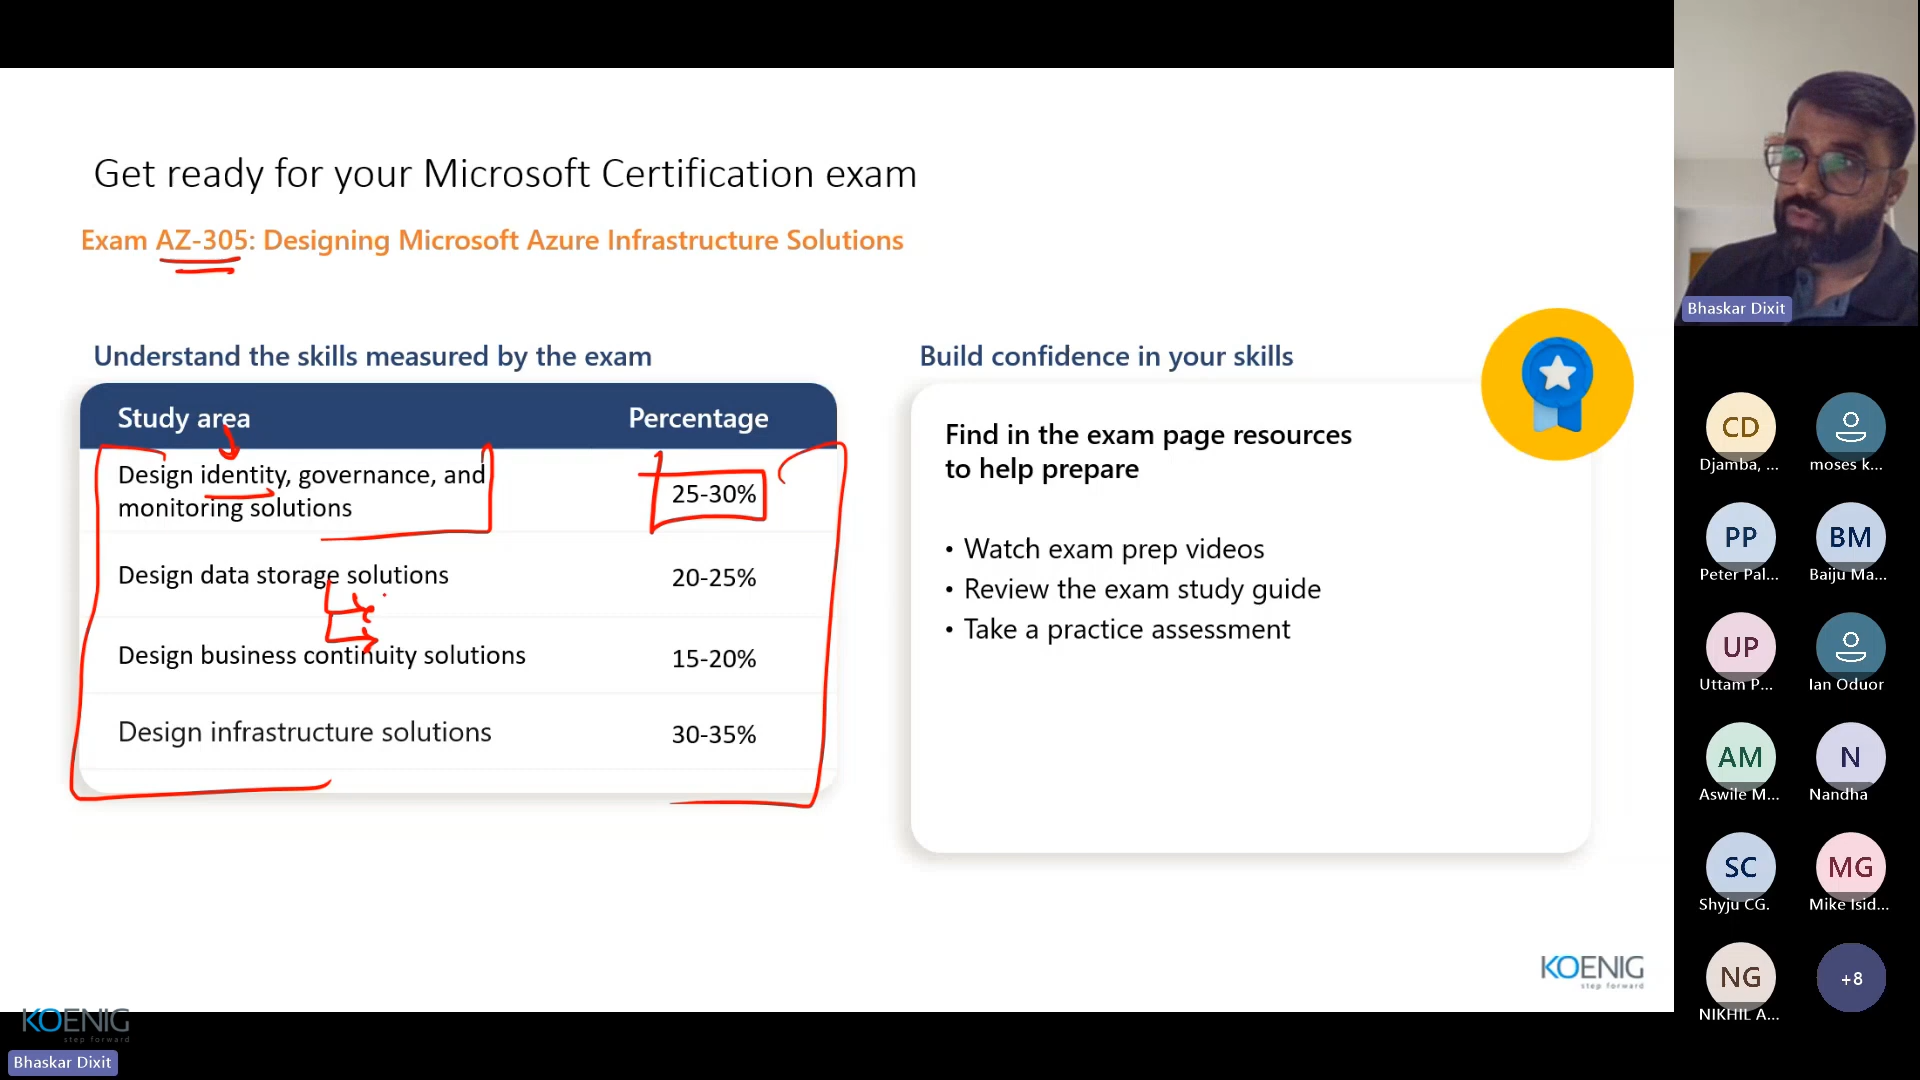 Get ready for your Microsoft Certification exam
Exam AZ-305: Designing Microsoft Azure Infrastructure Solutions
Understand the skills measured by the exam
Study area Percentage
Design identity, governance, and
monitoring solutions 25-30%
Design data storage solutions 20-25%
Design business continuity solutions 15-20%
Design infrastructure solutions 30-35%
Build confidence in your skills
Find in the exam page resources
to help prepare
• Watch exam prep videos
• Review the exam study guide
• Take a practice assessment
KOENIG
step forward
KOENIG
step forward
Bhaskar Dixit
Bhaskar Dixit
CD
Djamba, ...
moses k...
PP
Peter Pal...
BM
Baiju Ma...
UP
Uttam P...
Ian Oduor
AM
Aswile M...
N
Nandha
SC
Shyju CG.
MG
Mike Isid...
NG
NIKHIL A...
+8